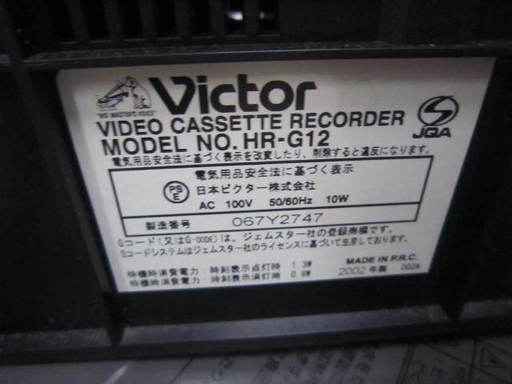 "HIS MASTER'S VOICE"
Victor
VIDEO CASSETTE RECORDER
MODEL NO. HR-G12
S
JQA
電気用品安全法に基づく表示を改変したり、削除すると違反になります。
電気用品安全法に基づく表示
PS
E
日本ビクター株式会社
AC 100V 50/60Hz 10W
製造番号 067Y2747
Gコード(又はG-CODE)は、ジェムスター社の登録商標です。
Gコードシステムはジェムスター社のライセンスに基づいて生産しております。
待機時消費電力 時刻表示点灯時 1.3W
待機時消費電力 時刻表示消灯時 0.9W
MADE IN P.R.C.
2002年製 002A